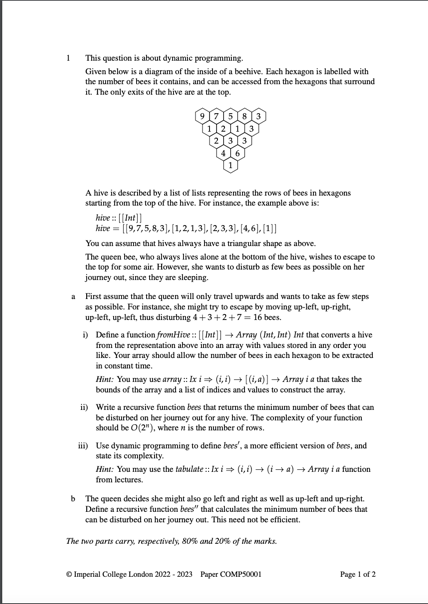 1 This question is about dynamic programming.
Given below is a diagram of the inside of a beehive. Each hexagon is labelled with
the number of bees it contains, and can be accessed from the hexagons that surround
it. The only exits of the hive are at the top.
9 7 5 8 3
1 2 1 3
2 3 3
4 6
1
A hive is described by a list of lists representing the rows of bees in hexagons
starting from the top of the hive. For instance, the example above is:
hive :: [[Int]]
hive = [[9,7,5,8,3],[1,2,1,3],[2,3,3],[4,6],[1]]
You can assume that hives always have a triangular shape as above.
The queen bee, who always lives alone at the bottom of the hive, wishes to escape to
the top for some air. However, she wants to disturb as few bees as possible on her
journey out, since they are sleeping.
a First assume that the queen will only travel upwards and wants to take as few steps
as possible. For instance, she might try to escape by moving up-left, up-right,
up-left, up-left, thus disturbing 4 + 3 + 2 + 7 = 16 bees.
i) Define a function fromHive :: [[Int]] → Array (Int, Int) Int that converts a hive
from the representation above into an array with values stored in any order you
like. Your array should allow the number of bees in each hexagon to be extracted
in constant time.
Hint: You may use array :: Ix i ⇒ (i, i) → [(i, a)] → Array i a that takes the
bounds of the array and a list of indices and values to construct the array.
ii) Write a recursive function bees that returns the minimum number of bees that can
be disturbed on her journey out for any hive. The complexity of your function
should be O(2ⁿ), where n is the number of rows.
iii) Use dynamic programming to define bees′, a more efficient version of bees, and
state its complexity.
Hint: You may use the tabulate :: Ix i ⇒ (i, i) → (i → a) → Array i a function
from lectures.
b The queen decides she might also go left and right as well as up-left and up-right.
Define a recursive function bees″ that calculates the minimum number of bees that
can be disturbed on her journey out. This need not be efficient.
The two parts carry, respectively, 80% and 20% of the marks.
© Imperial College London 2022 - 2023 Paper COMP50001 Page 1 of 2